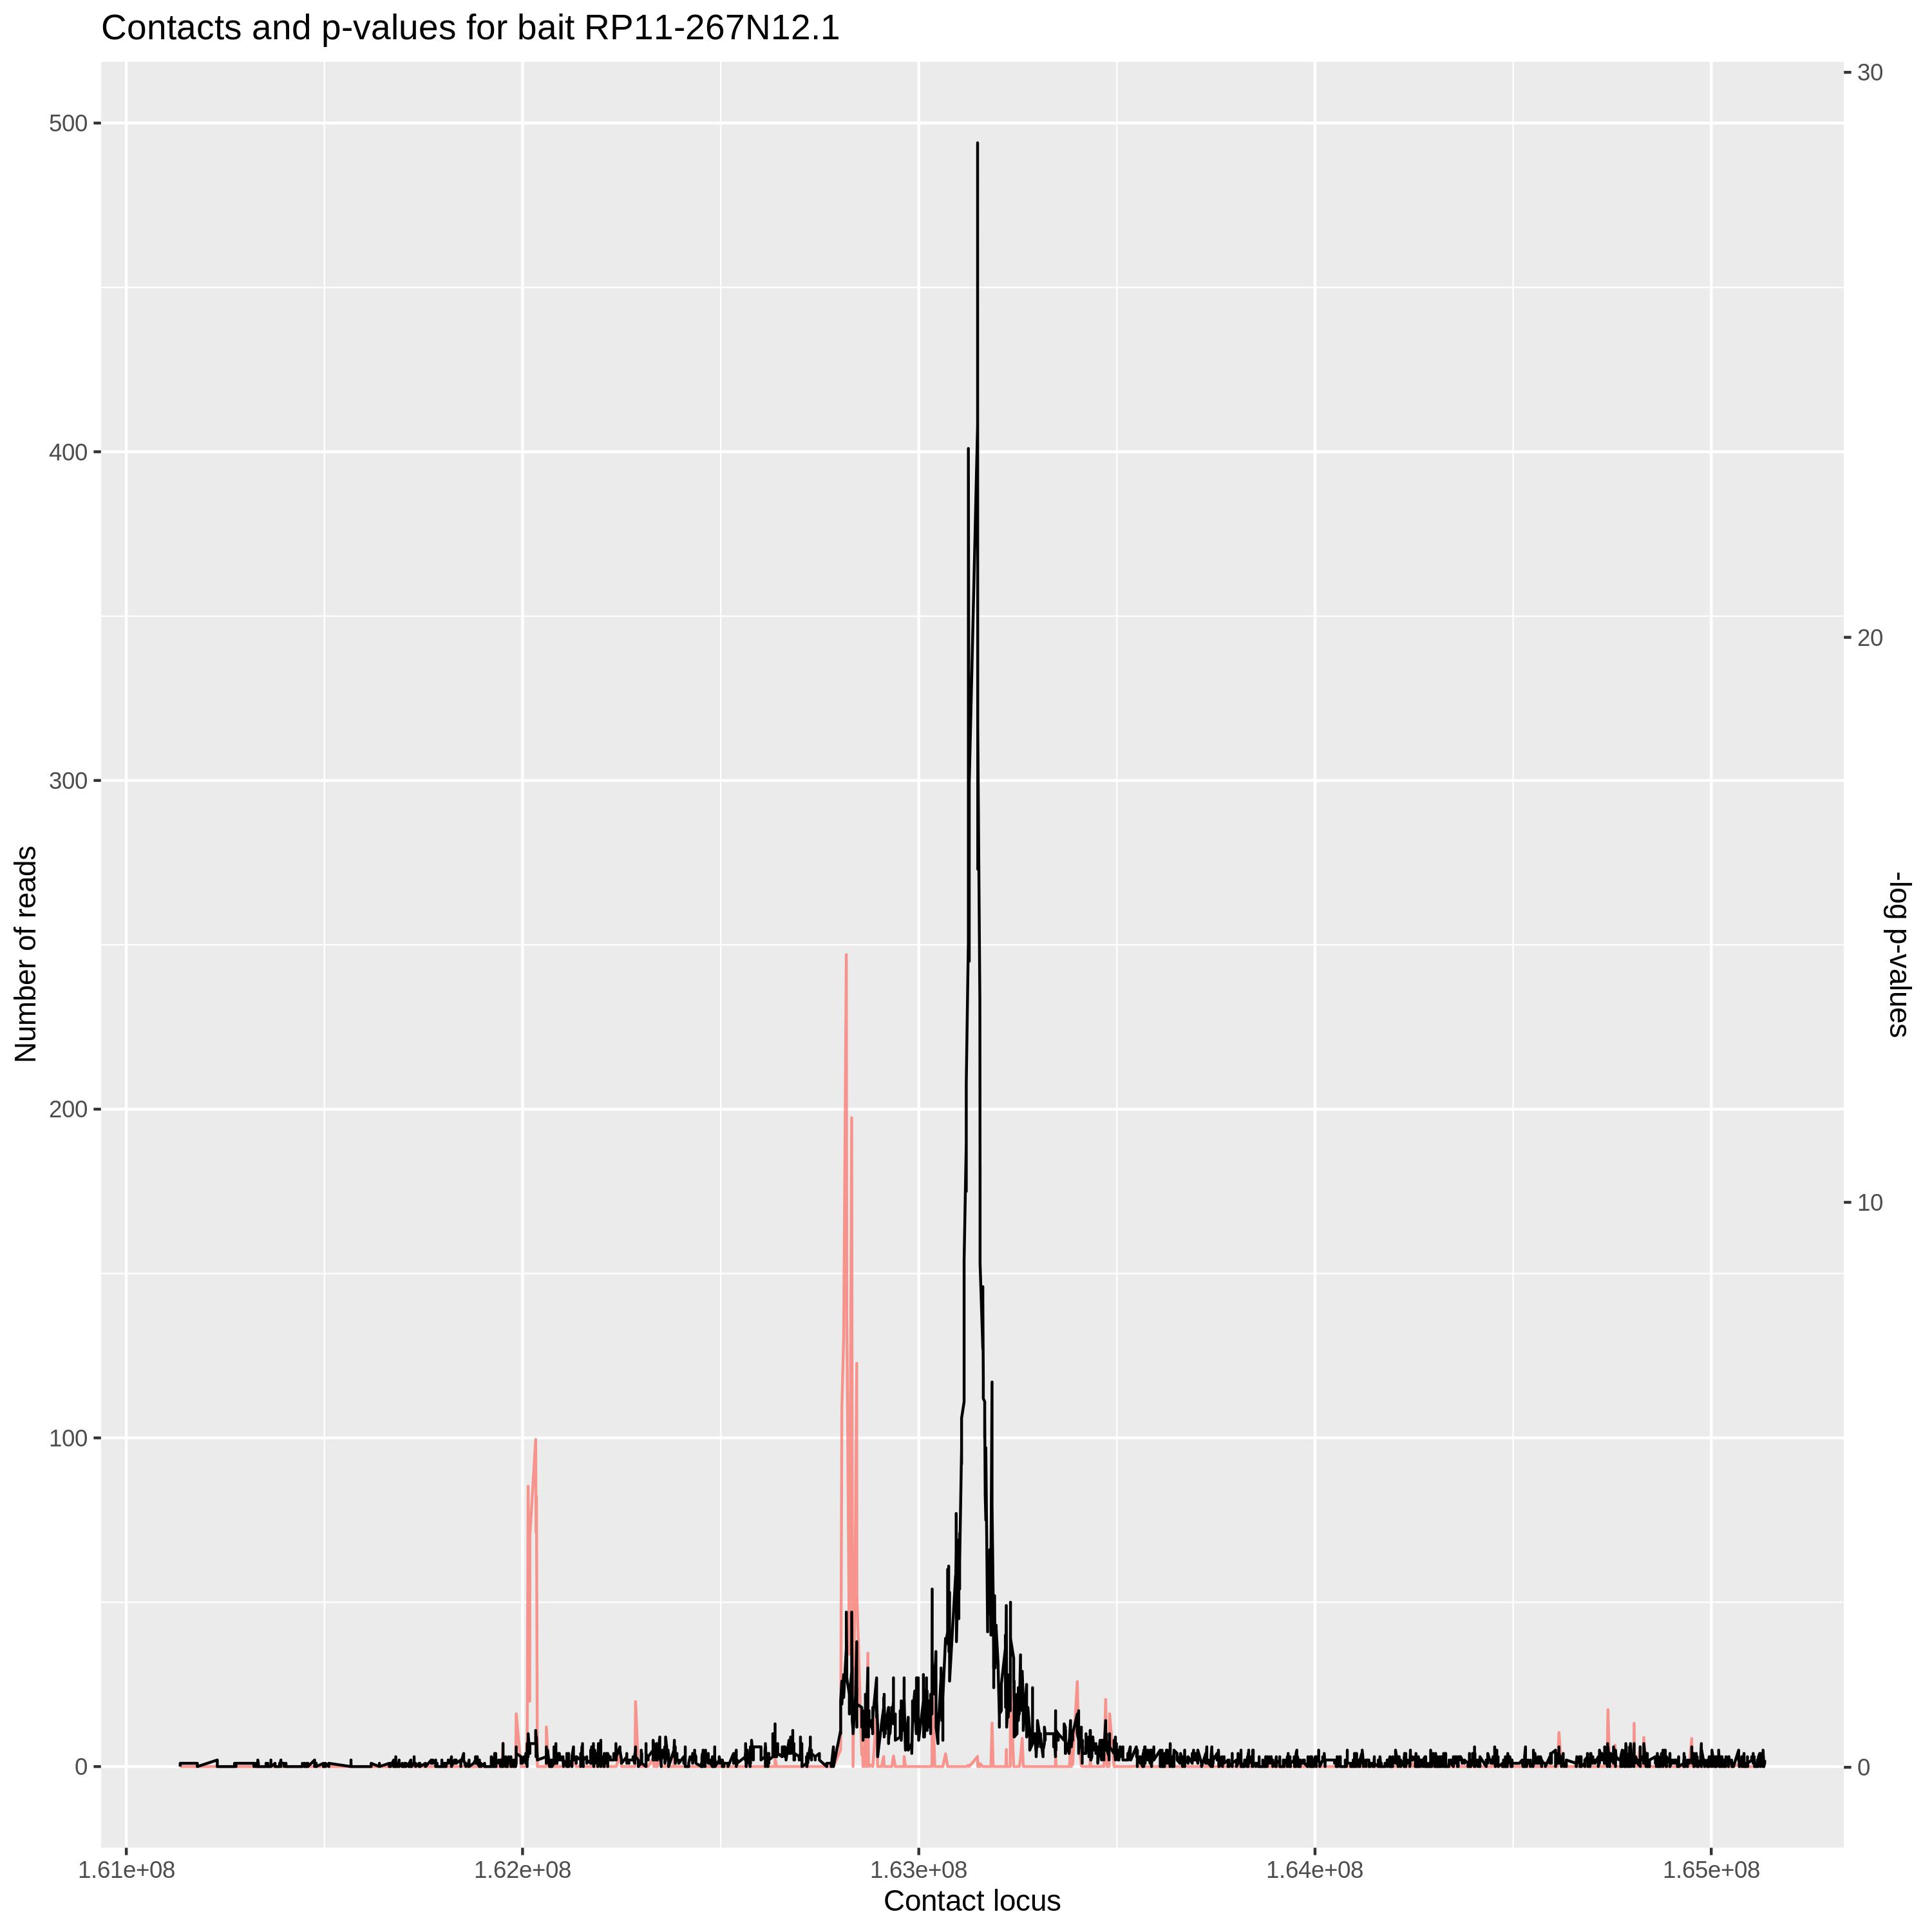 Contacts and p-values for bait RP11-267N12.1
500
400
300
200
100
0
Number of reads
30
20
10
0
-log p-values
1.61e+08 1.62e+08 1.63e+08 1.64e+08 1.65e+08
Contact locus